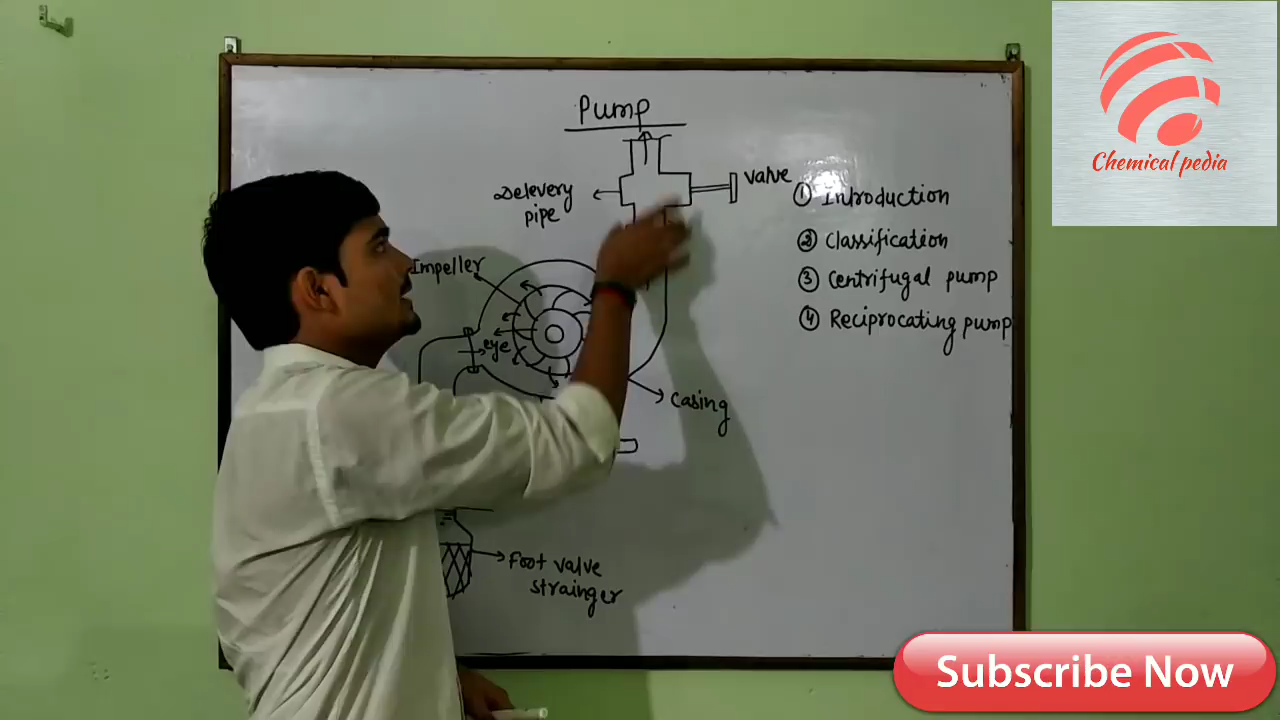 Pump
Delevery
pipe
valve
① Introduction
② Classification
③ Centrifugal pump
④ Reciprocating pump
Impeller
eye
Casing
Foot valve
strainger
Chemical pedia
Subscribe Now